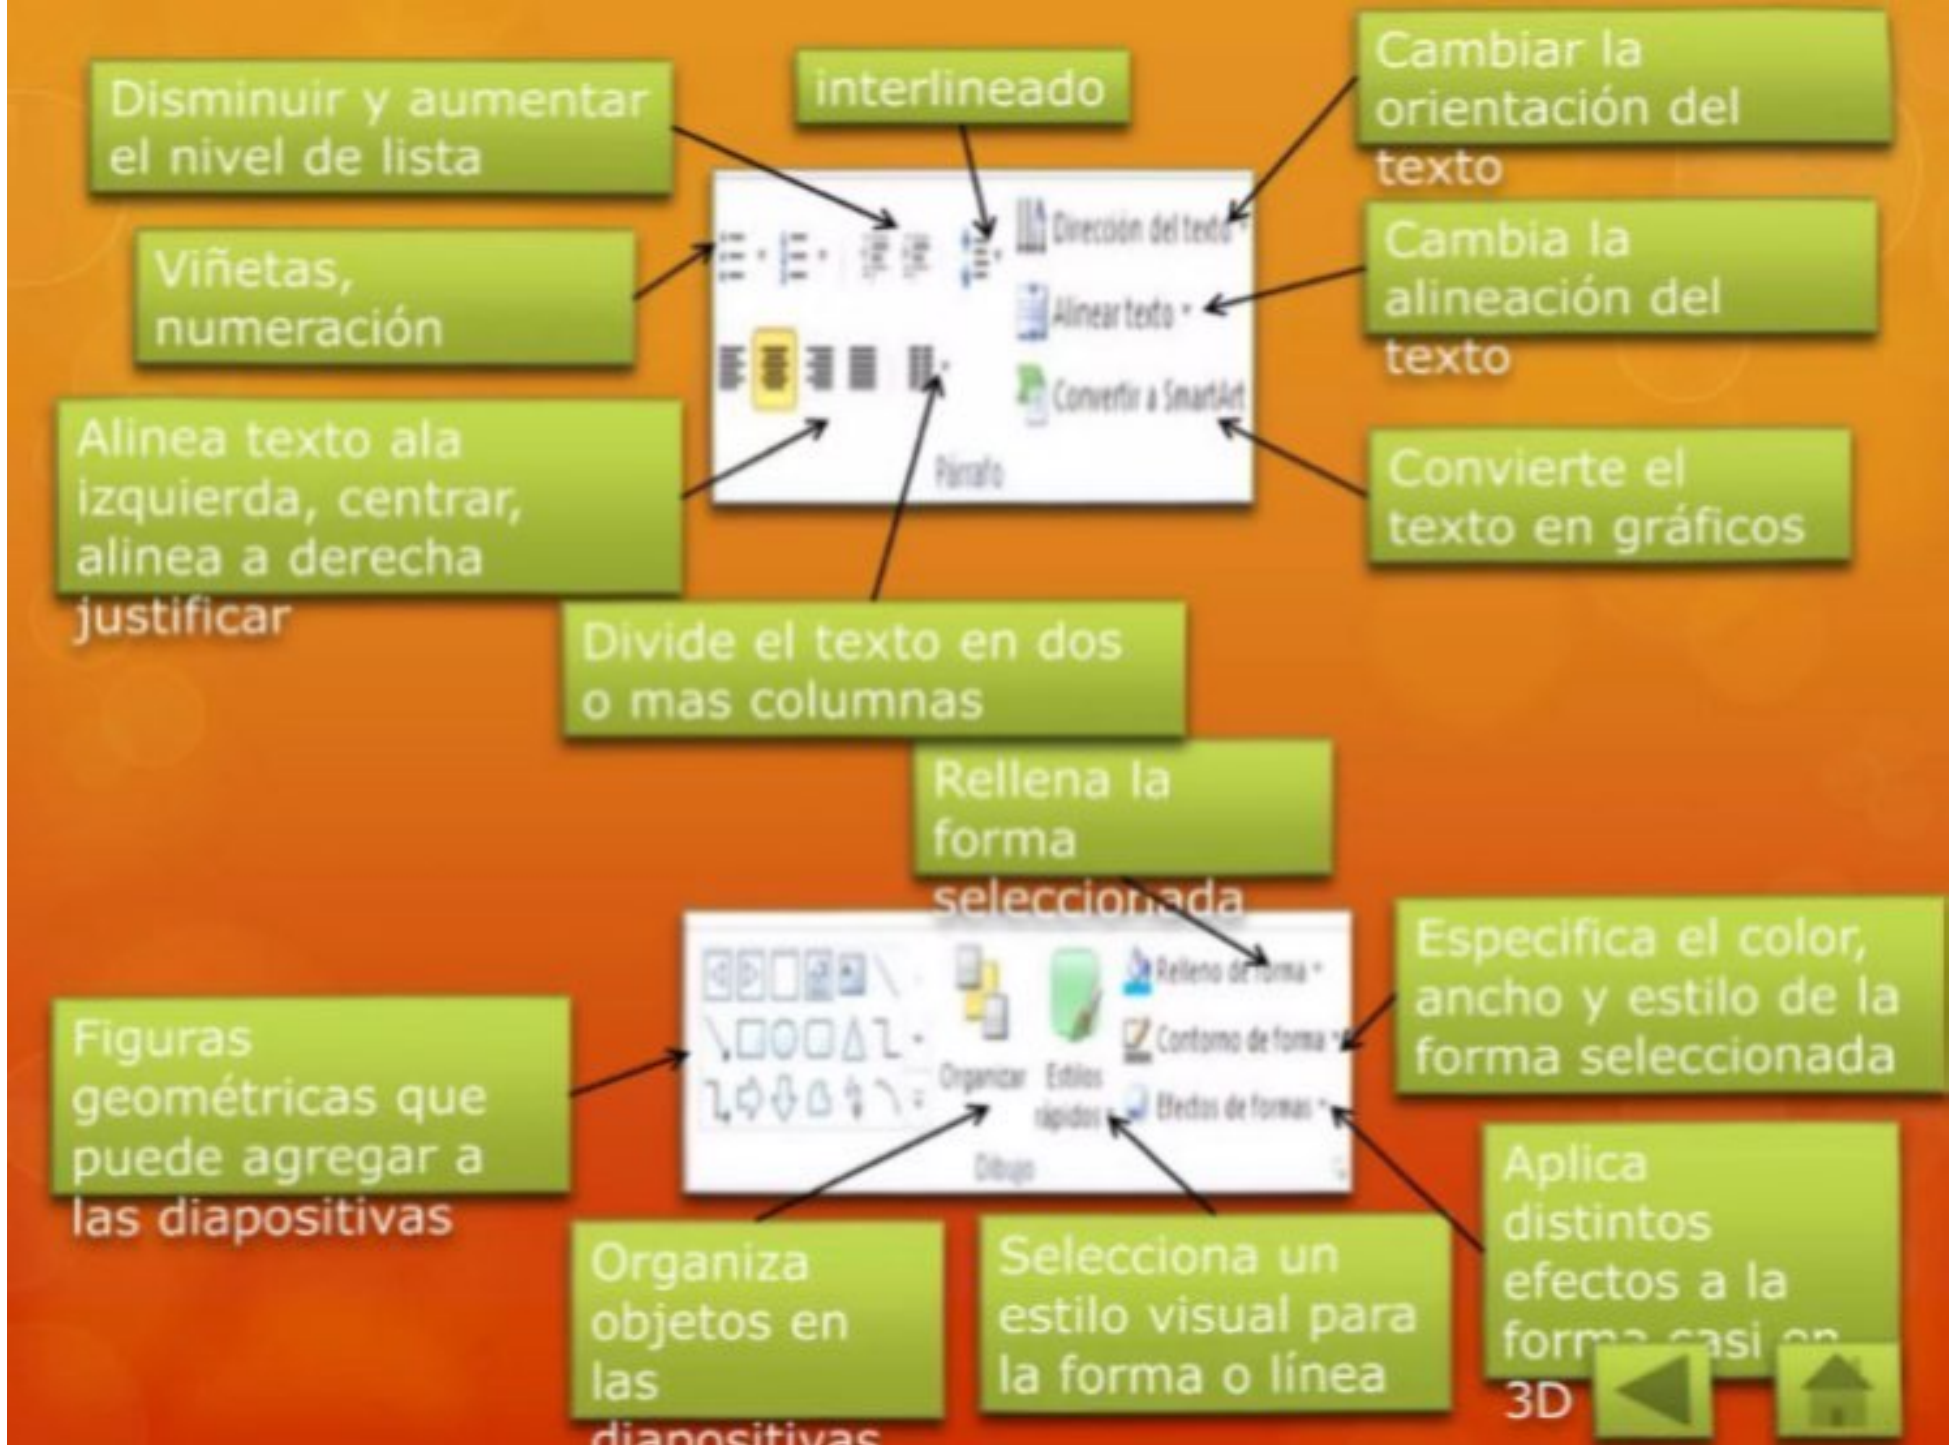 Disminuir y aumentar
el nivel de lista
interlineado
Cambiar la
orientación del
texto
Viñetas,
numeración
Dirección del texto
Cambia la
alineación del
texto
Alinear texto
Convertir a SmartArt
Párrafo
Alinea texto ala
izquierda, centrar,
alinea a derecha
justificar
Convierte el
texto en gráficos
Divide el texto en dos
o mas columnas
Rellena la
forma
seleccionada
Relleno de forma
Contorno de forma
Efectos de formas
Organizar
Estilos
rápidos
Dibujo
Especifica el color,
ancho y estilo de la
forma seleccionada
Figuras
geométricas que
puede agregar a
las diapositivas
Organiza
objetos en
las
diapositivas
Selecciona un
estilo visual para
la forma o línea
Aplica
distintos
efectos a la
forma casi en
3D